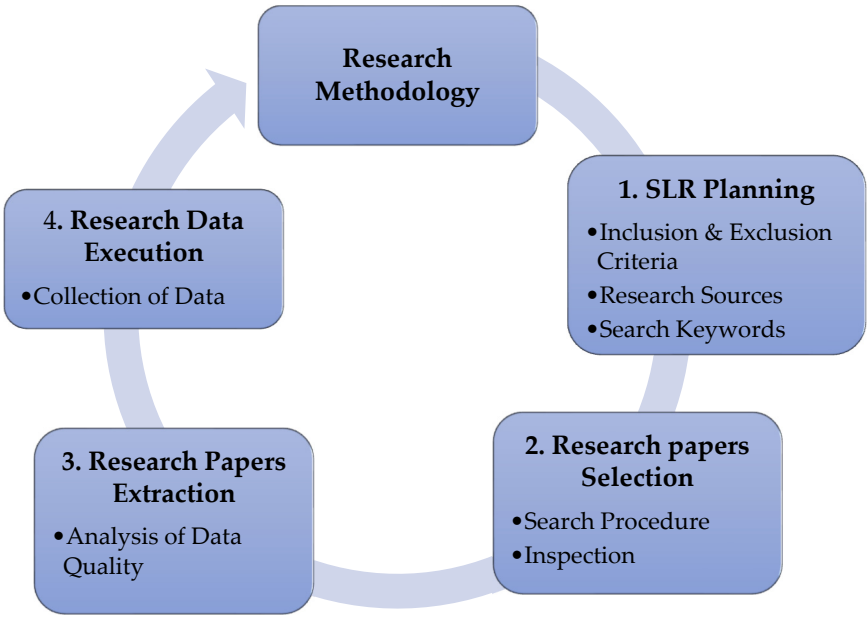 Research
Methodology
1. SLR Planning
•Inclusion & Exclusion
Criteria
•Research Sources
•Search Keywords
2. Research papers
Selection
•Search Procedure
•Inspection
3. Research Papers
Extraction
•Analysis of Data
Quality
4. Research Data
Execution
•Collection of Data